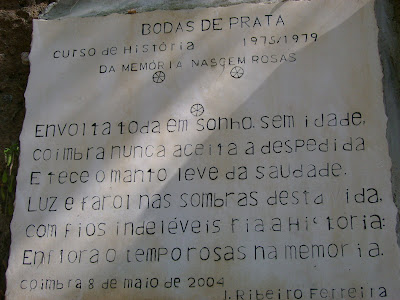 BODAS DE PRATA
CURSO DE HISTÓRIA 1975/1979
DA MEMÓRIA NASCEM ROSAS
Envolta toda em sonho, sem idade,
Coimbra nunca aceita a despedida
E tece o manto leve da saudade,
Luz e farol nas sombras desta ida,
com fios indeléveis fia a História:
Enflora o tempo rosas na memória.
Coimbra 8 de maio de 2004
J. Ribeiro Ferreira